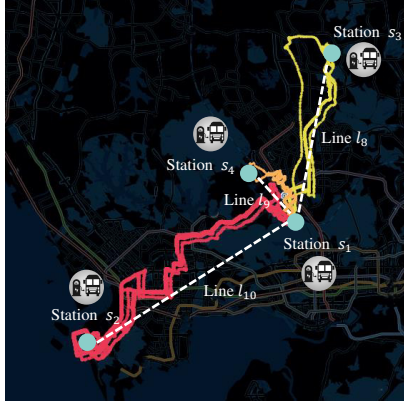 Station s₃
Line l₈
Station s₄
Line l₉
Station s₁
Line l₁₀
Station s₂